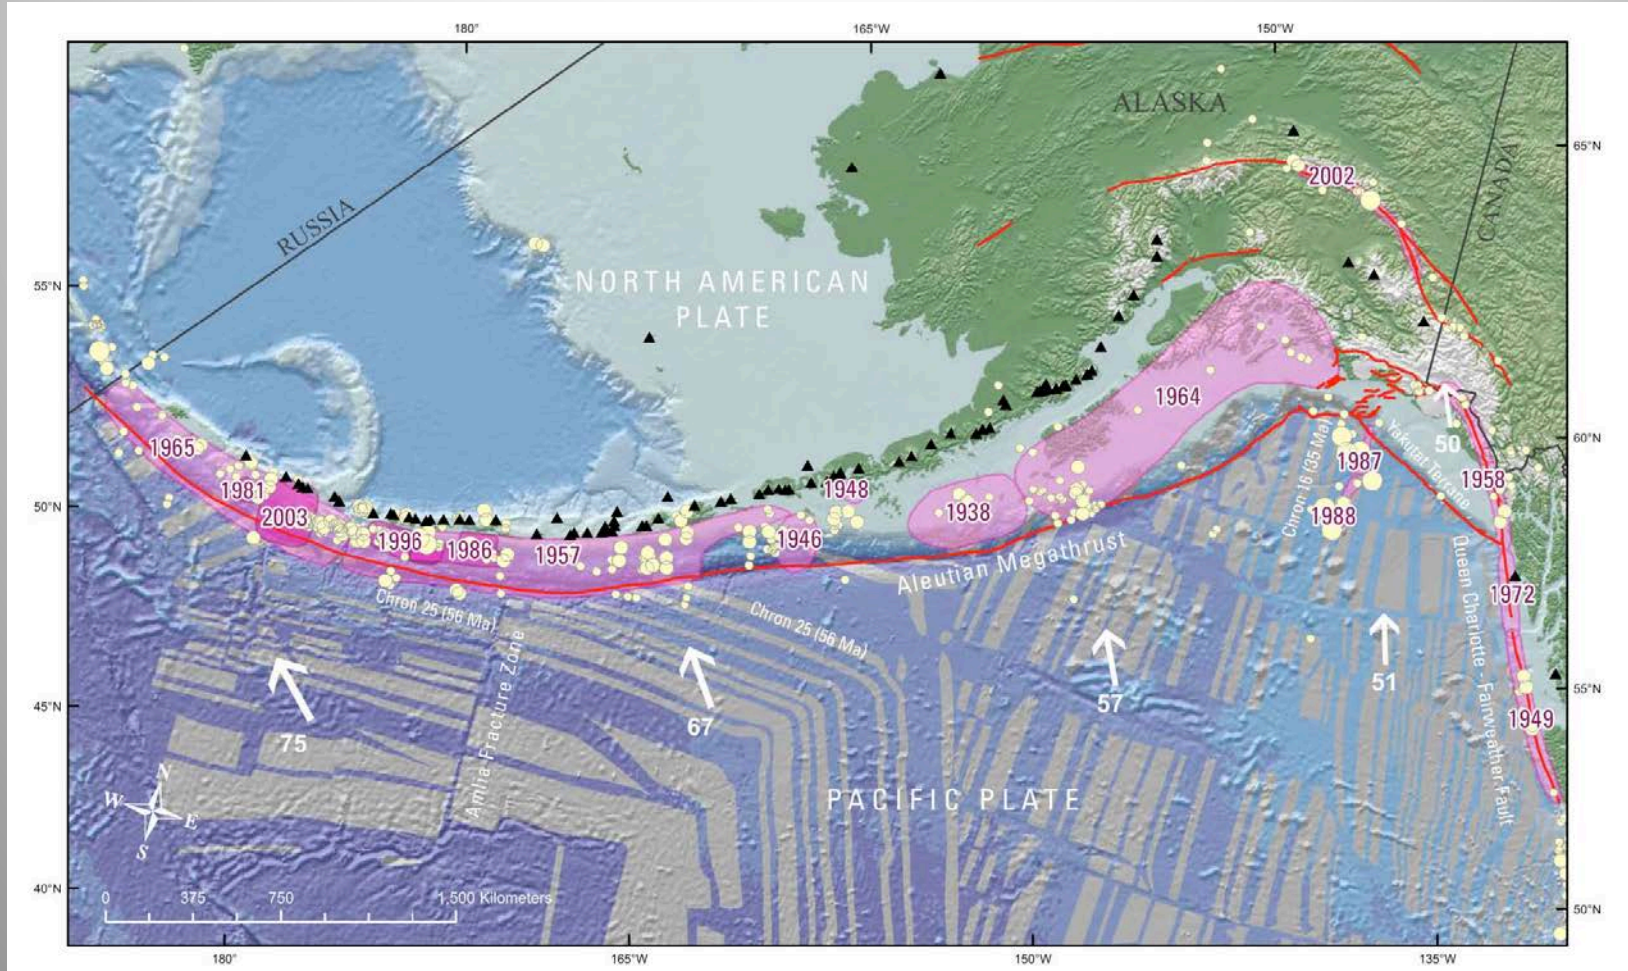 180°
165°W
150°W
ALASKA
65°N
2002
CANADA
RUSSIA
NORTH AMERICAN
PLATE
55°N
1964
60°N
50
1965
1987
Yakutat Terrane
1958
1981
1948
Chron 16 (35 Ma)
50°N
2003
1938
1988
1996
1986
1957
1946
Aleutian Megathrust
Queen Charlotte - Fairweather Fault
1972
Chron 25 (56 Ma)
Chron 25 (56 Ma)
Amlia Fracture Zone
75
67
57
51
55°N
45°N
1949
PACIFIC PLATE
N
W
E
S
0 375 750 1,500 Kilometers
40°N
50°N
180°
165°W
150°W
135°W